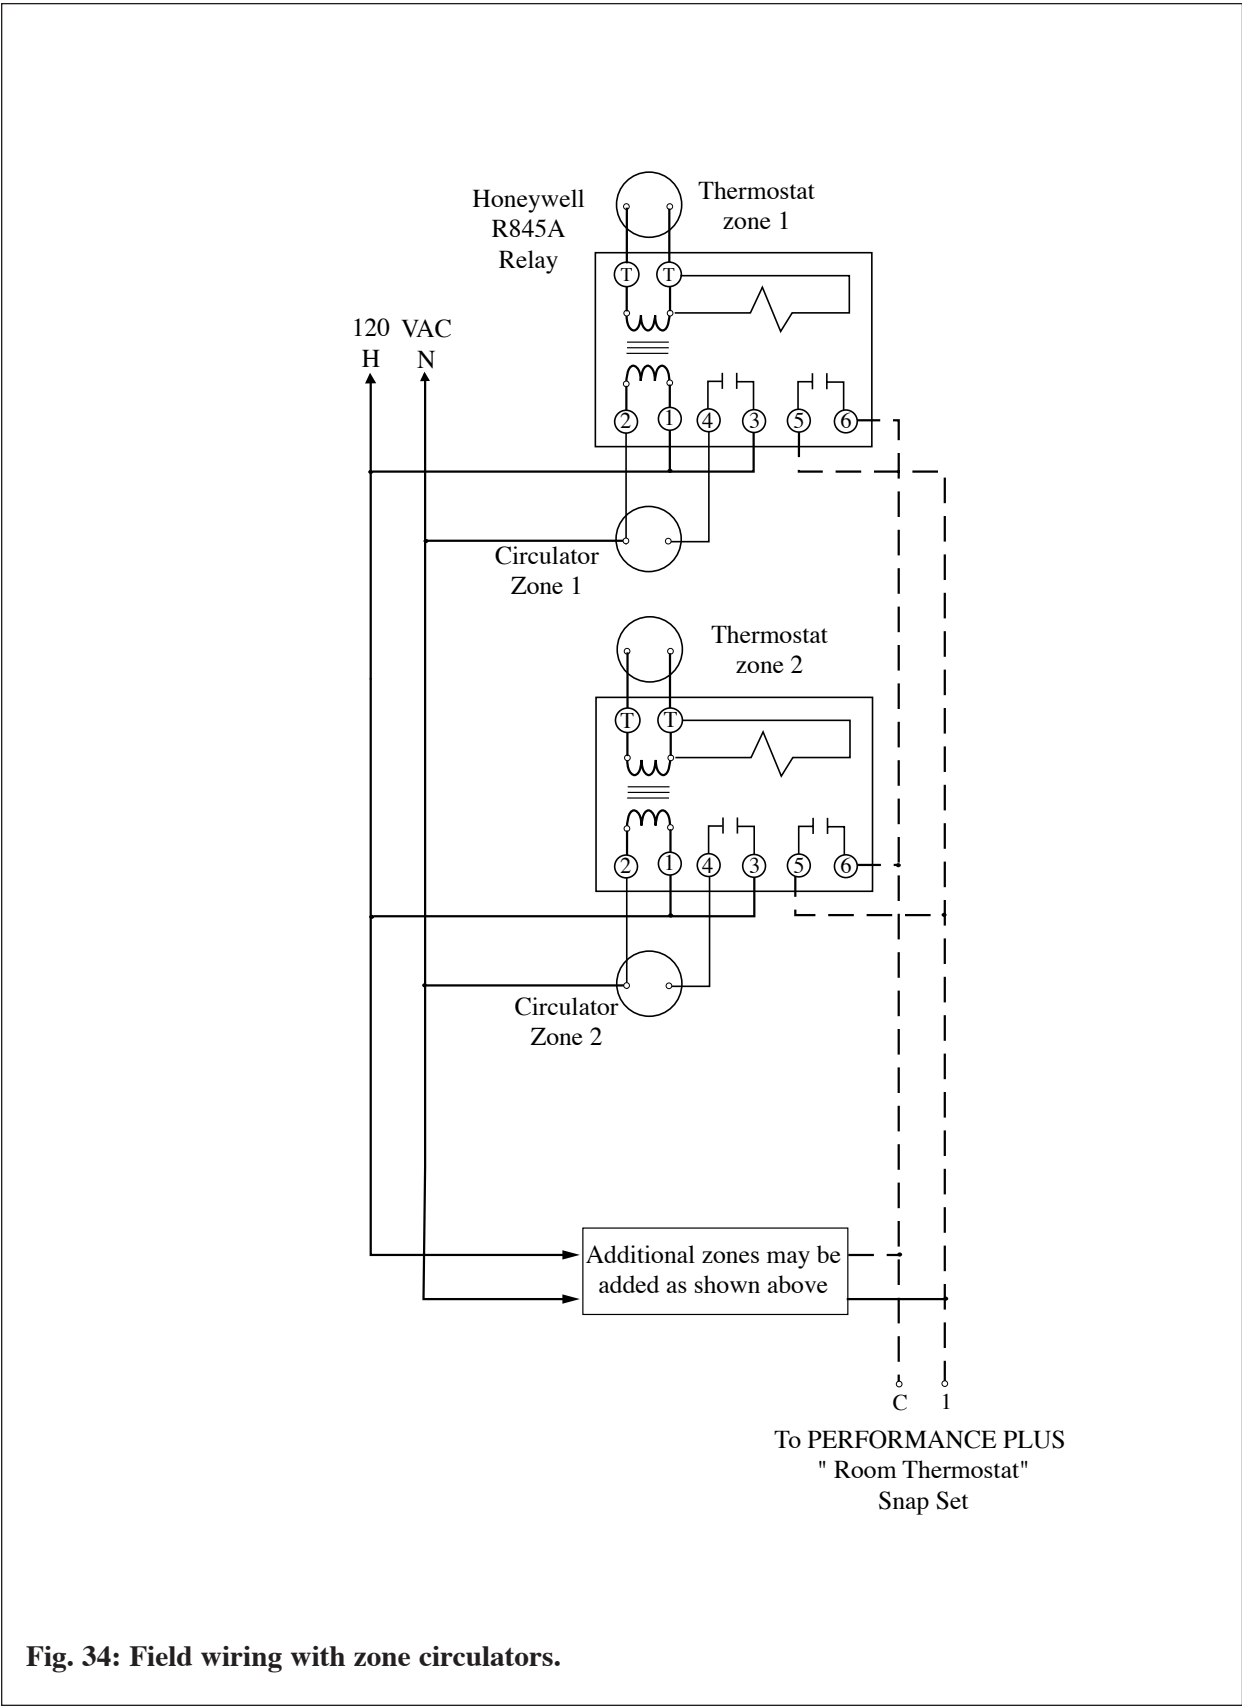 Honeywell
R845A
Relay
Thermostat
zone 1
T T
120 VAC
H N
2 1 4 3 5 6
Circulator
Zone 1
Thermostat
zone 2
T T
2 1 4 3 5 6
Circulator
Zone 2
Additional zones may be
added as shown above
C 1
To PERFORMANCE PLUS
" Room Thermostat"
Snap Set
Fig. 34: Field wiring with zone circulators.